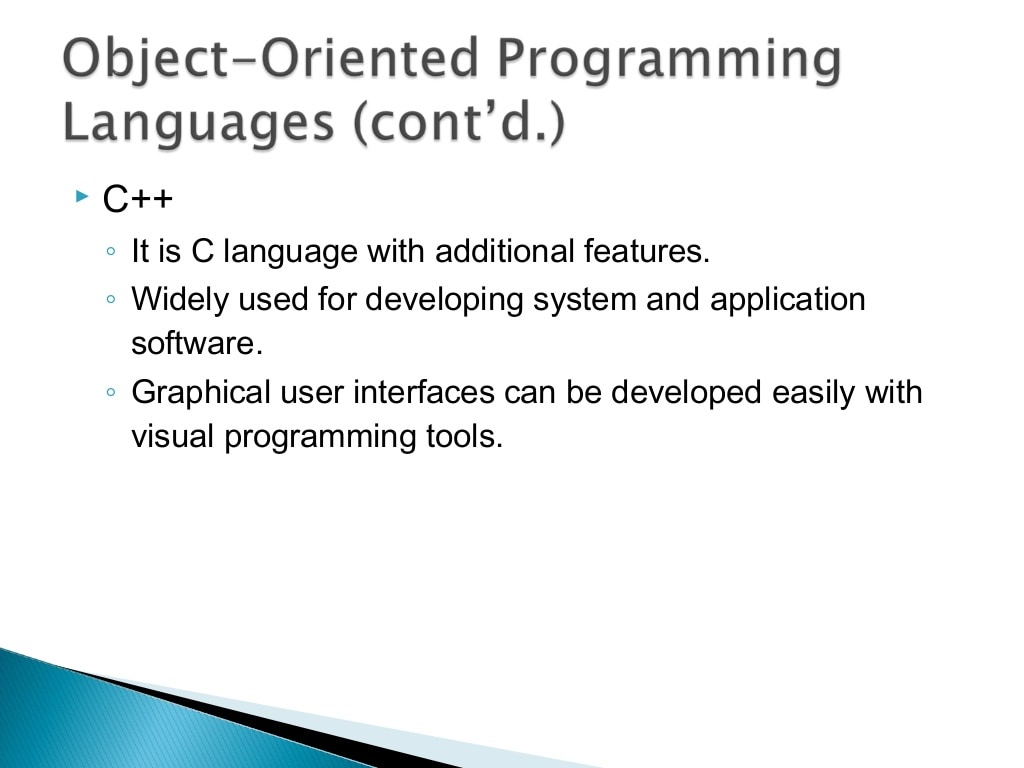 Object-Oriented Programming
Languages (cont’d.)
C++
It is C language with additional features.
Widely used for developing system and application
software.
Graphical user interfaces can be developed easily with
visual programming tools.